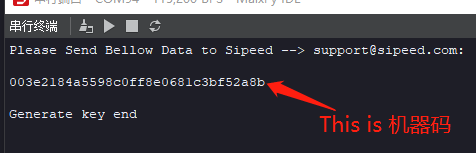 串行终端
Please Send Bellow Data to Sipeed --> support@sipeed.com:
003e2184a5598c0ff8e0681c3bf52a8b
Generate key end
This is 机器码